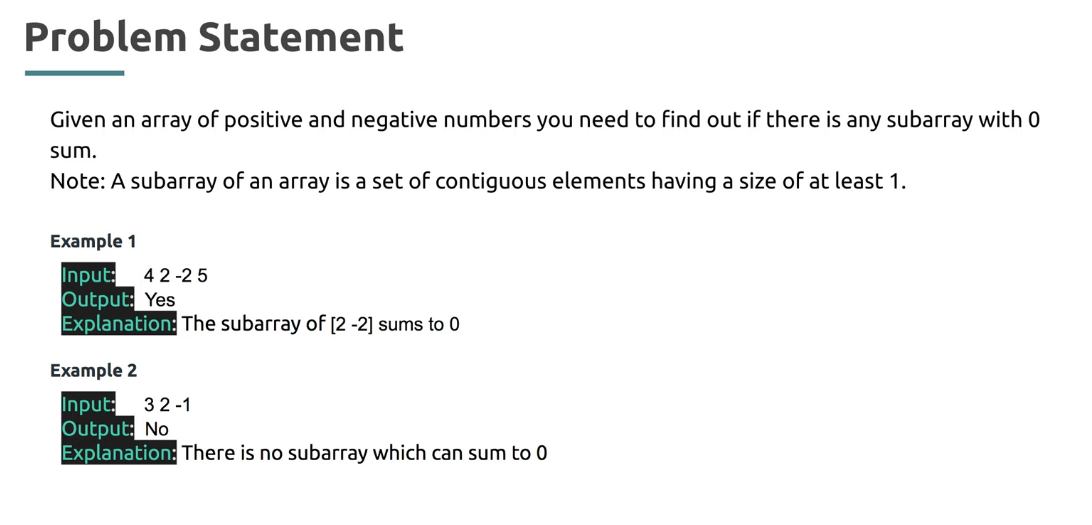 Problem Statement
Given an array of positive and negative numbers you need to find out if there is any subarray with 0
sum.
Note: A subarray of an array is a set of contiguous elements having a size of at least 1.
Example 1
Input: 4 2 -2 5
Output: Yes
Explanation: The subarray of [2 -2] sums to 0
Example 2
Input: 3 2 -1
Output: No
Explanation: There is no subarray which can sum to 0